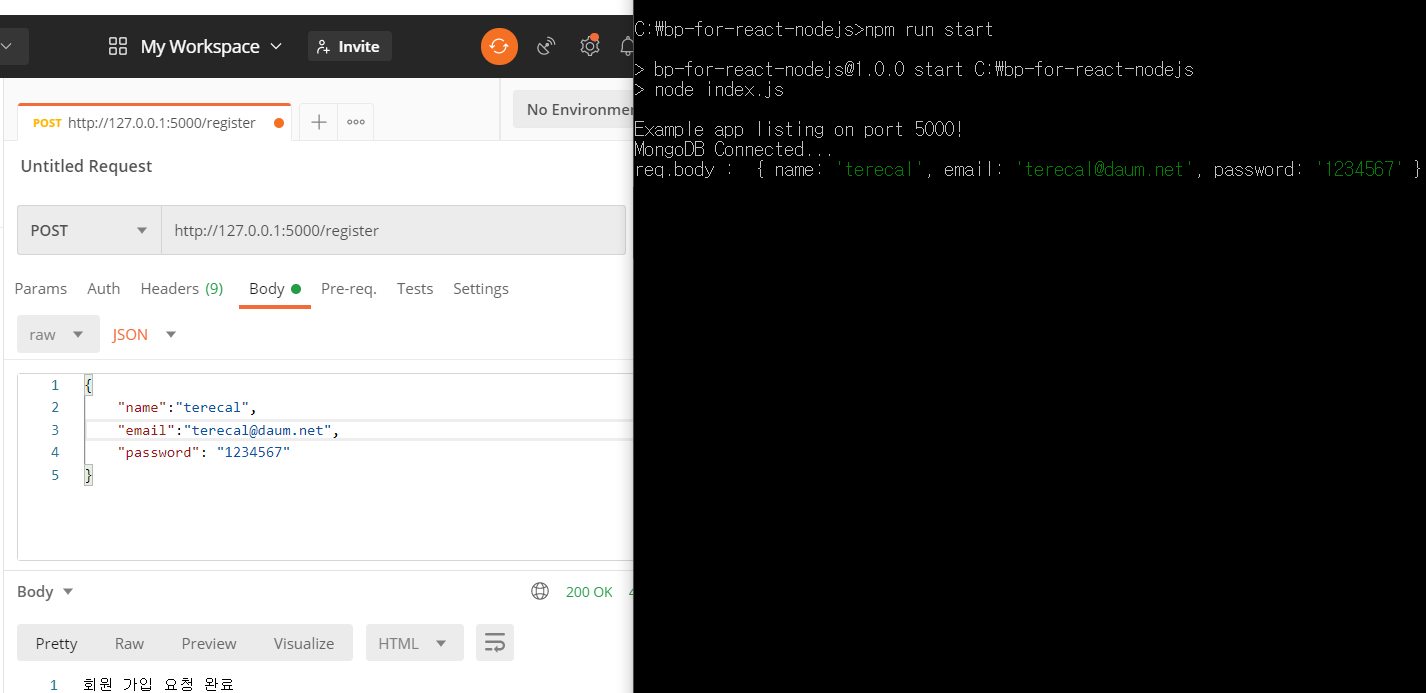 My Workspace
Invite
POST http://127.0.0.1:5000/register
No Environmen
Untitled Request
POST http://127.0.0.1:5000/register
Params Auth Headers (9) Body Pre-req. Tests Settings
raw JSON
1 {
2 "name":"terecal",
3 "email":"terecal@daum.net",
4 "password": "1234567"
5 }
Body 200 OK
Pretty Raw Preview Visualize HTML
1 회원 가입 요청 완료
C:\bp-for-react-nodejs>npm run start
> bp-for-react-nodejs@1.0.0 start C:\bp-for-react-nodejs
> node index.js
Example app listing on port 5000!
MongoDB Connected...
req.body :  { name: 'terecal', email: 'terecal@daum.net', password: '1234567' }